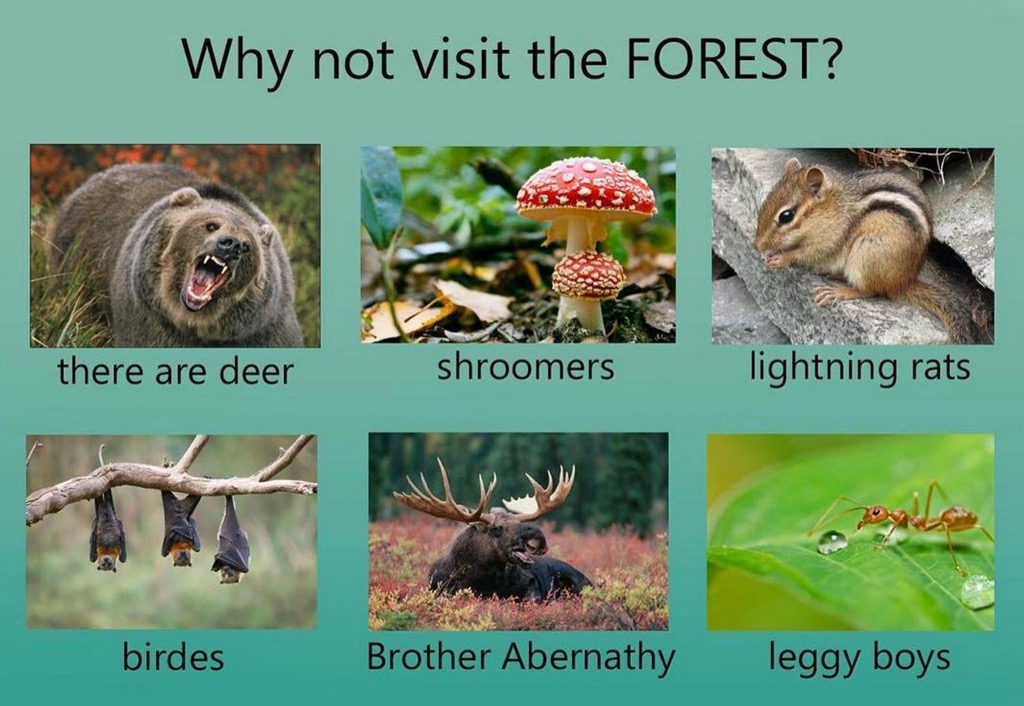 Why not visit the FOREST?
there are deer
shroomers
lightning rats
birdes
Brother Abernathy
leggy boys